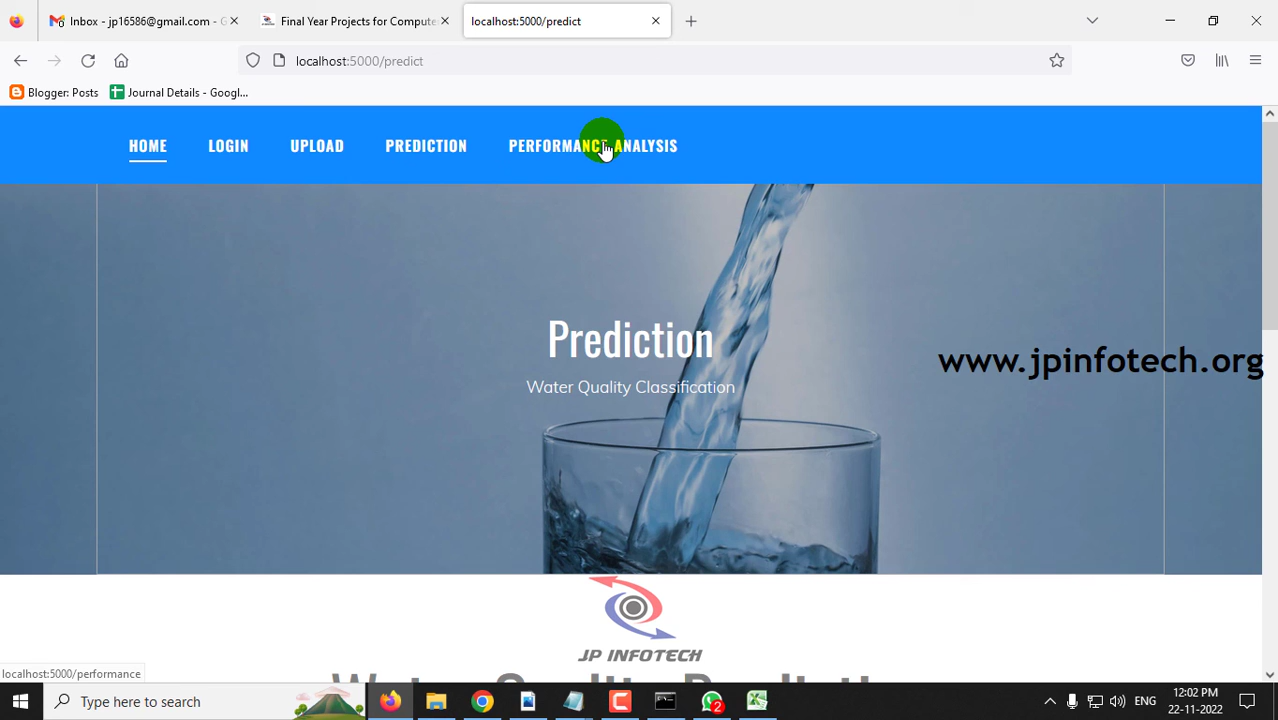 Inbox - jp16586@gmail.com - G
Final Year Projects for Compute
localhost:5000/predict
localhost:5000/predict
Blogger: Posts
Journal Details - Googl...
HOME
LOGIN
UPLOAD
PREDICTION
PERFORMANCE ANALYSIS
Prediction
www.jpinfotech.org
Water Quality Classification
JP INFOTECH
localhost:5000/performance
Type here to search
2
ENG
12:02 PM
22-11-2022